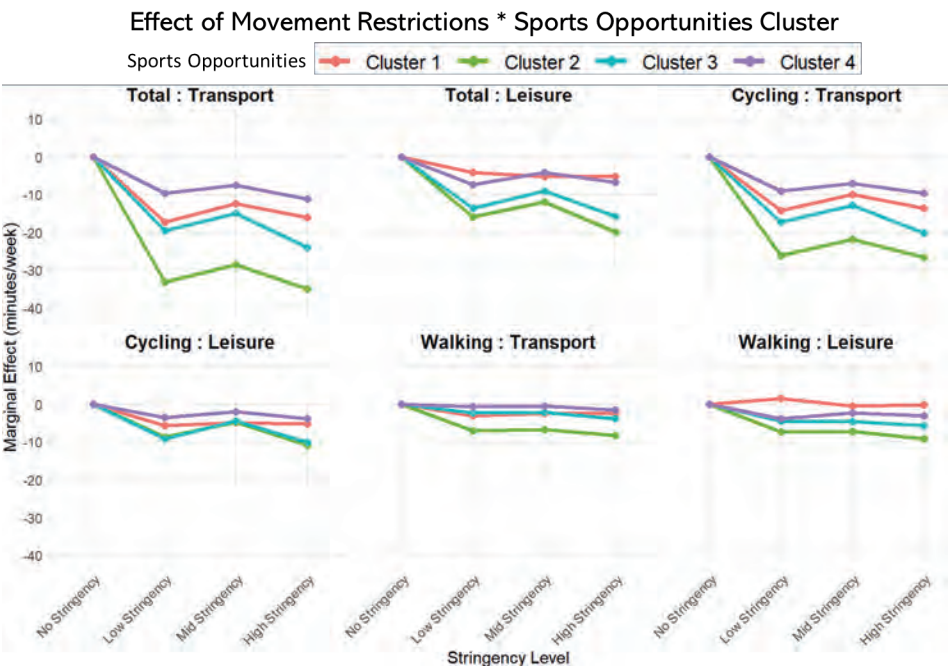 Effect of Movement Restrictions * Sports Opportunities Cluster
Sports Opportunities Cluster 1 Cluster 2 Cluster 3 Cluster 4
Total : Transport Total : Leisure Cycling : Transport
10
0
-10
-20
-30
-40
Cycling : Leisure Walking : Transport Walking : Leisure
10
0
-10
-20
-30
-40
Marginal Effect (minutes/week)
No Stringency Low Stringency Mid Stringency High Stringency No Stringency Low Stringency Mid Stringency High Stringency No Stringency Low Stringency Mid Stringency High Stringency
Stringency Level